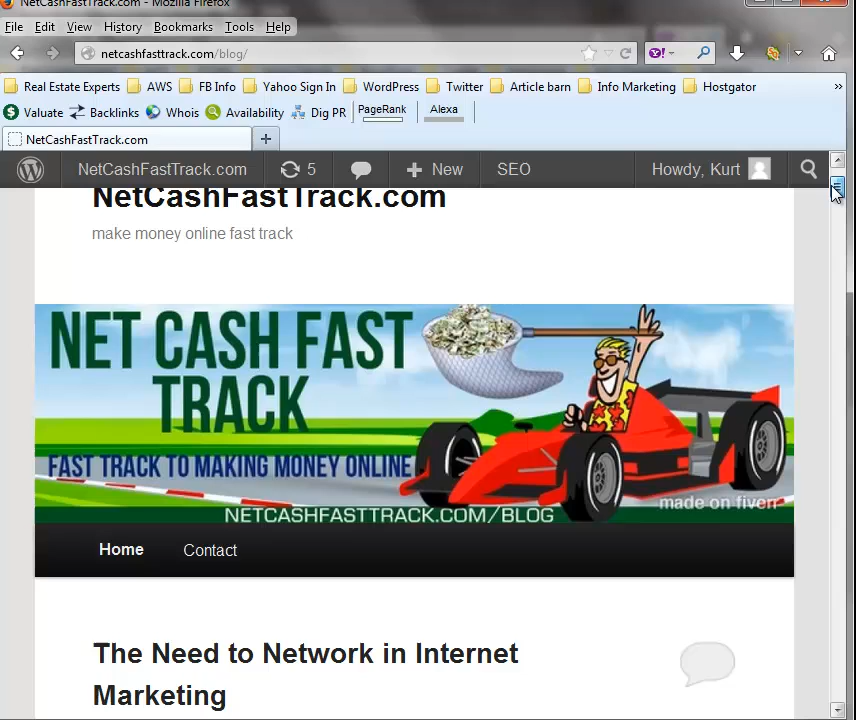 NetCashFastTrack.com - Mozilla Firefox
File Edit View History Bookmarks Tools Help
netcashfasttrack.com/blog/
Real Estate Experts AWS FB Info Yahoo Sign In WordPress Twitter Article barn Info Marketing Hostgator »
Valuate Backlinks Whois Availability Dig PR PageRank Alexa
NetCashFastTrack.com
NetCashFastTrack.com 5 New SEO Howdy, Kurt
NetCashFastTrack.com
make money online fast track
NET CASH FAST
TRACK
FAST TRACK TO MAKING MONEY ONLINE
made on fiverr
NETCASHFASTTRACK.COM/BLOG
Home Contact
The Need to Network in Internet
Marketing